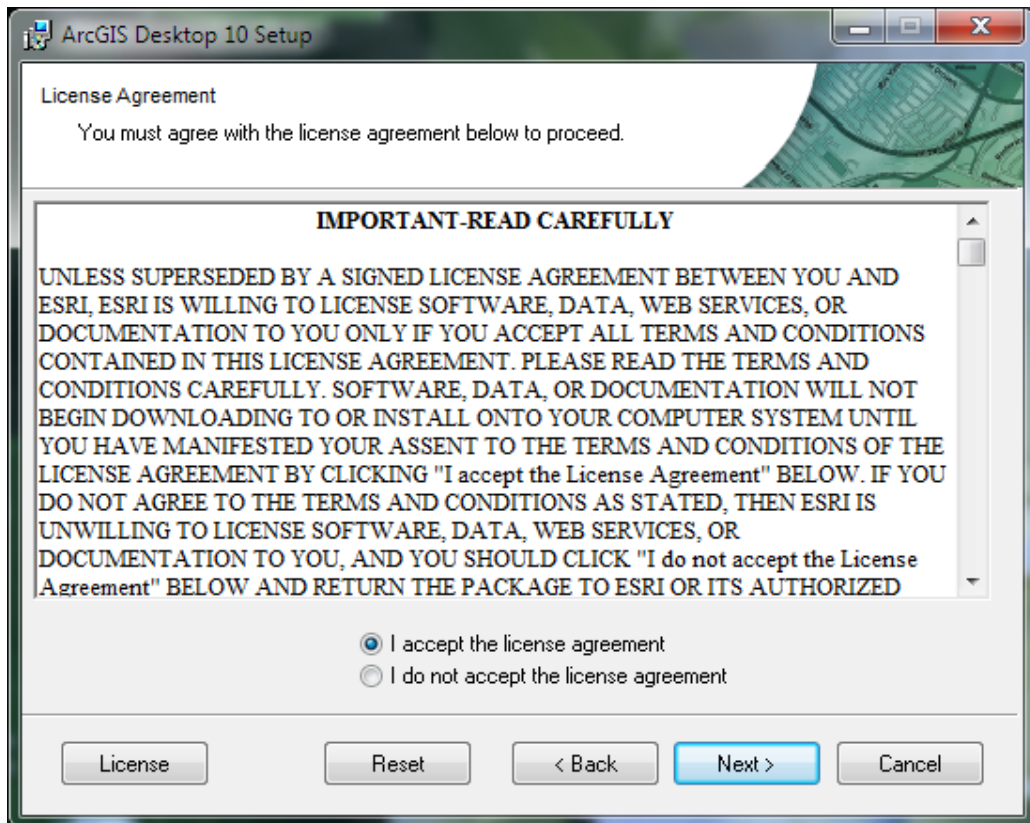 ArcGIS Desktop 10 Setup
License Agreement
You must agree with the license agreement below to proceed.
IMPORTANT-READ CAREFULLY
UNLESS SUPERSEDED BY A SIGNED LICENSE AGREEMENT BETWEEN YOU AND
ESRI, ESRI IS WILLING TO LICENSE SOFTWARE, DATA, WEB SERVICES, OR
DOCUMENTATION TO YOU ONLY IF YOU ACCEPT ALL TERMS AND CONDITIONS
CONTAINED IN THIS LICENSE AGREEMENT. PLEASE READ THE TERMS AND
CONDITIONS CAREFULLY. SOFTWARE, DATA, OR DOCUMENTATION WILL NOT
BEGIN DOWNLOADING TO OR INSTALL ONTO YOUR COMPUTER SYSTEM UNTIL
YOU HAVE MANIFESTED YOUR ASSENT TO THE TERMS AND CONDITIONS OF THE
LICENSE AGREEMENT BY CLICKING "I accept the License Agreement" BELOW. IF YOU
DO NOT AGREE TO THE TERMS AND CONDITIONS AS STATED, THEN ESRI IS
UNWILLING TO LICENSE SOFTWARE, DATA, WEB SERVICES, OR
DOCUMENTATION TO YOU, AND YOU SHOULD CLICK "I do not accept the License
Agreement" BELOW AND RETURN THE PACKAGE TO ESRI OR ITS AUTHORIZED
I accept the license agreement
I do not accept the license agreement
License
Reset
< Back
Next >
Cancel